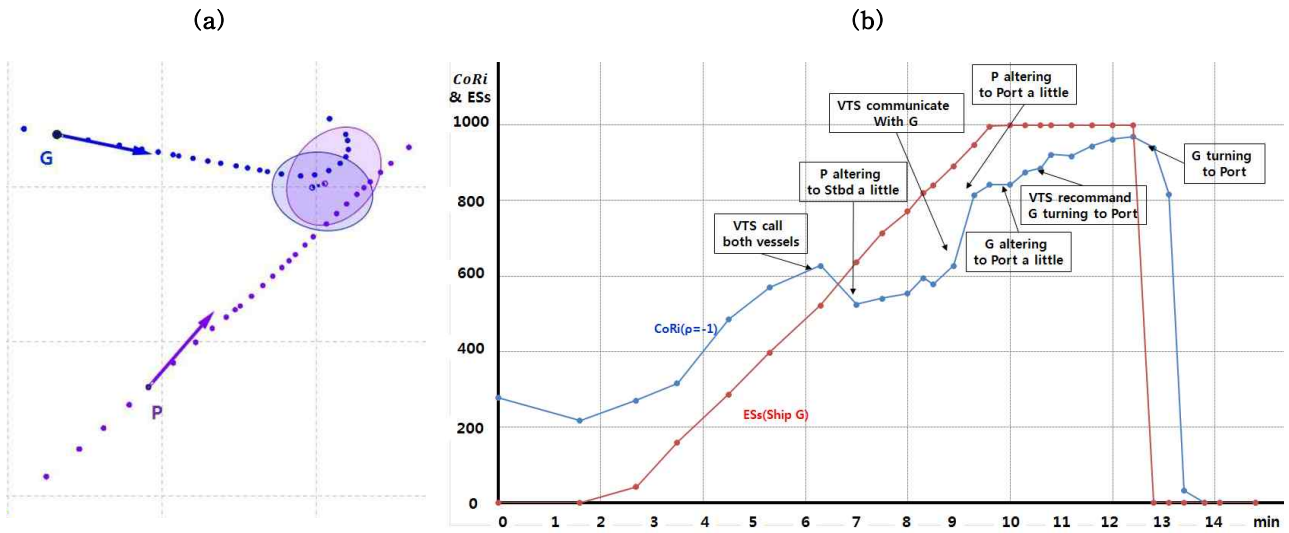 (a)
(b)
G
P
CoRi
& ESs
1000
800
600
400
200
0
VTS call
both vessels
P altering
to Stbd a little
VTS communicate
With G
P altering
to Port a little
G altering
to Port a little
VTS recommand
G turning to Port
G turning
to Port
CoRi(ρ=-1)
ESs(Ship G)
0 1 2 3 4 5 6 7 8 9 10 11 12 13 14 min